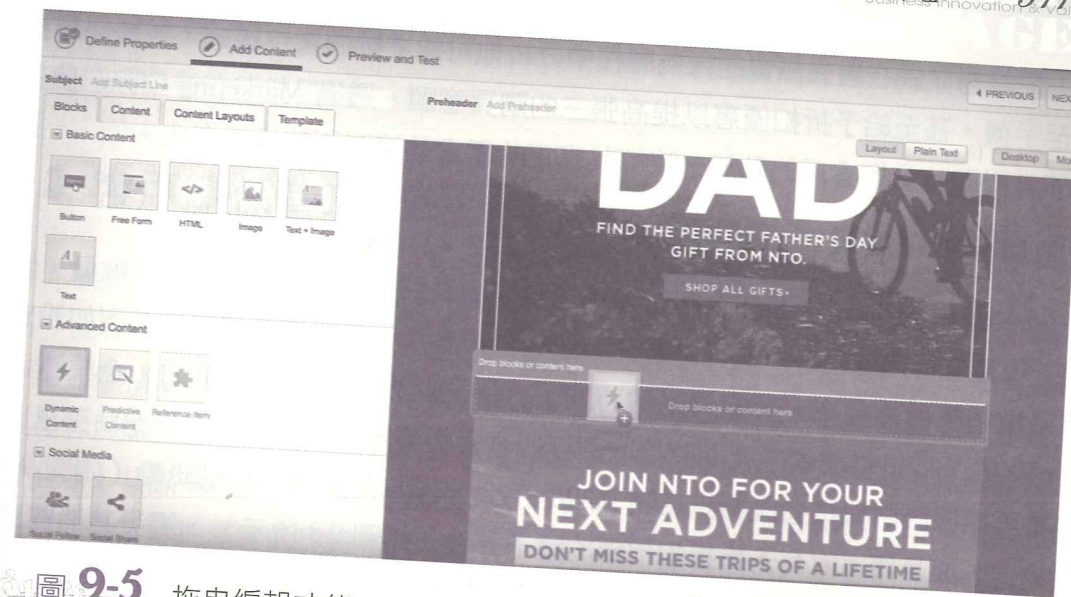 Business Innovation &
Define Properties
Add Content
Preview and Test
PREVIOUS
Subject Add Subject Line
Preheader Add Preheader
Blocks
Content
Content Layouts
Template
Layout
Plain Text
Desktop
Basic Content
Button
Free Form
HTML
Image
Text + Image
Text
Advanced Content
Dynamic Content
Predictive Content
Reference Item
Social Media
Social Follow
Social Share
DAD
FIND THE PERFECT FATHER'S DAY
GIFT FROM NTO.
SHOP ALL GIFTS
Drop blocks or content here
Drop blocks or content here
JOIN NTO FOR YOUR
NEXT ADVENTURE
DON'T MISS THESE TRIPS OF A LIFETIME
圖 9-5